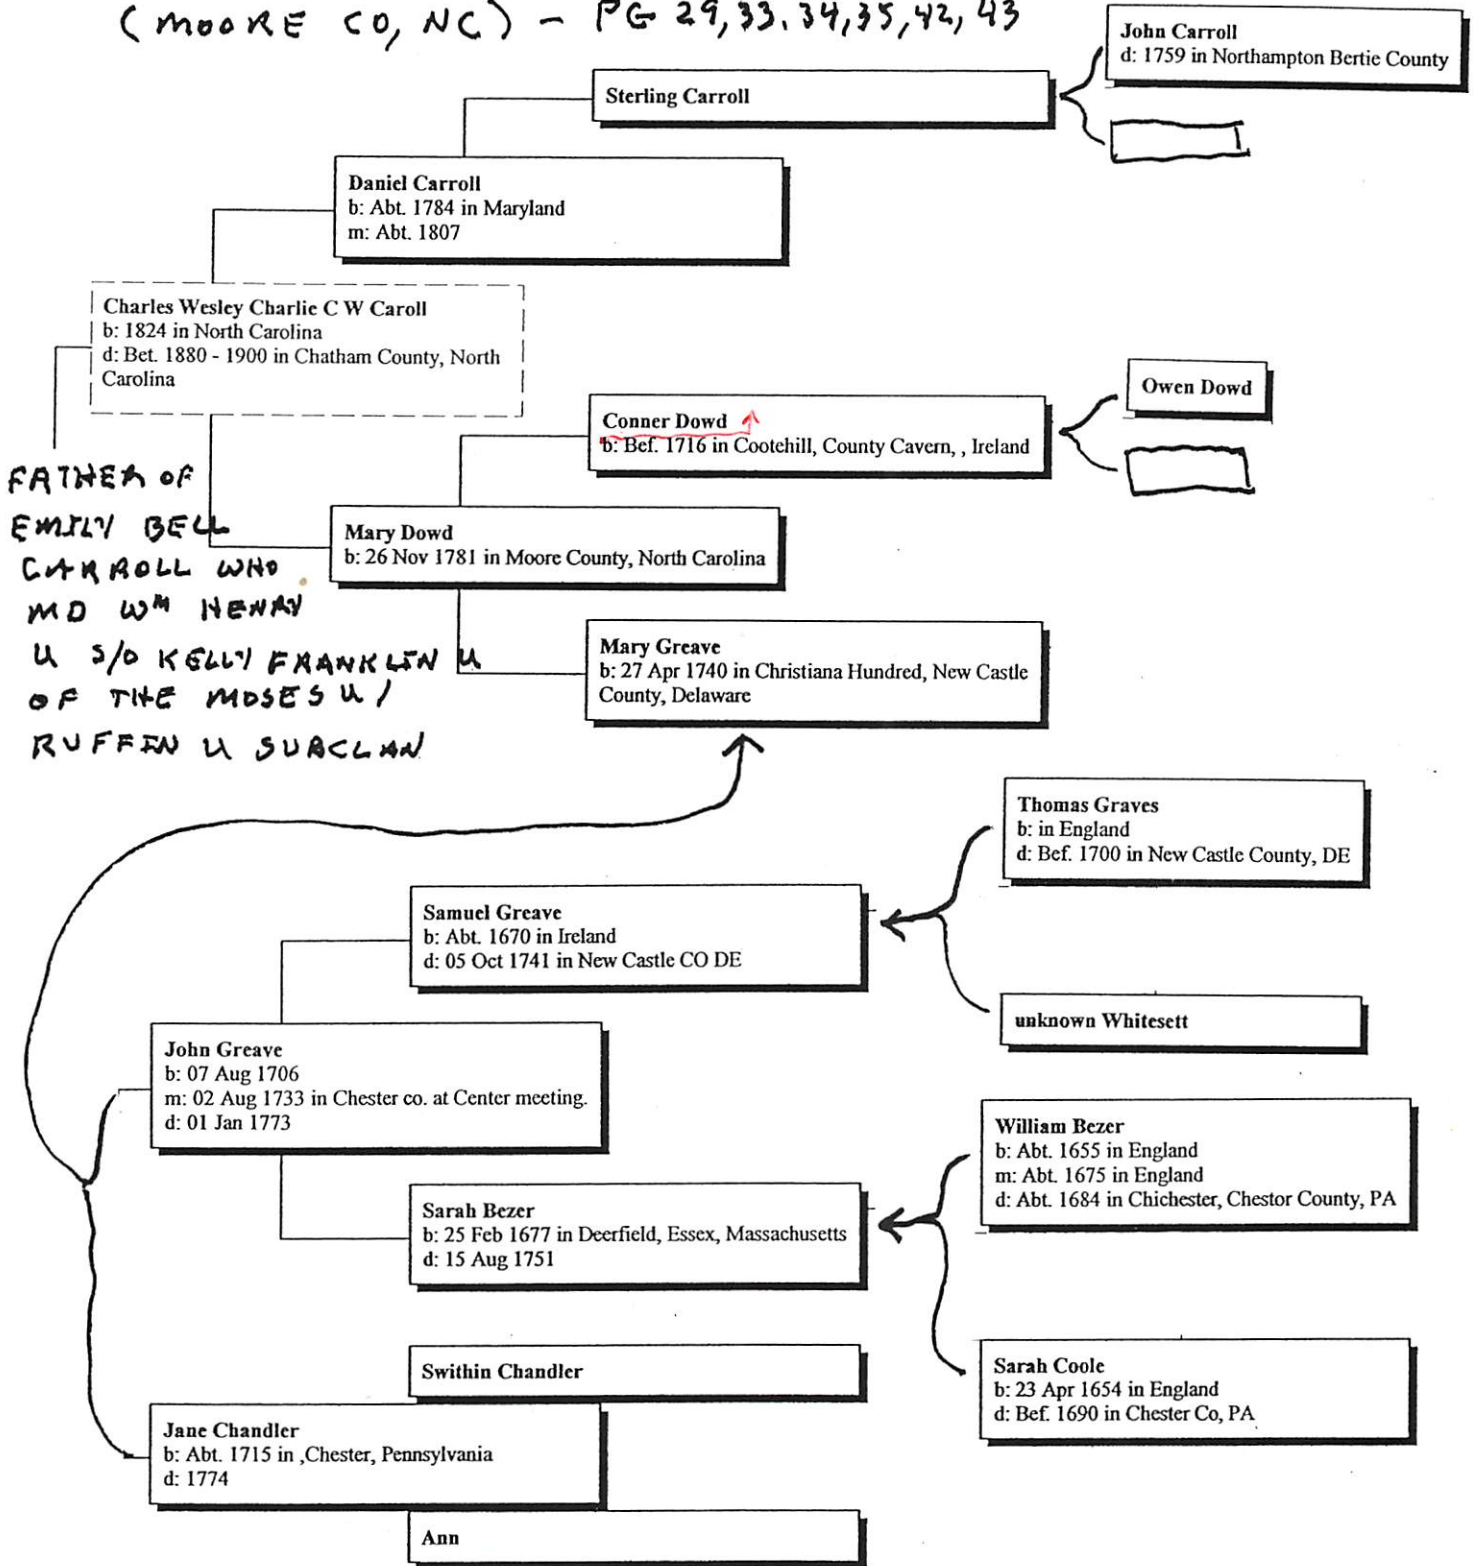 (MOORE CO, NC) - PG 29,33,34,35,42,43
John Carroll
d: 1759 in Northampton Bertie County
Sterling Carroll
Daniel Carroll
b: Abt. 1784 in Maryland
m: Abt. 1807
Charles Wesley Charlie C W Caroll
b: 1824 in North Carolina
d: Bet. 1880 - 1900 in Chatham County, North
Carolina
Owen Dowd
Conner Dowd
b: Bef. 1716 in Cootehill, County Cavern, , Ireland
Mary Dowd
b: 26 Nov 1781 in Moore County, North Carolina
FATHER OF
EMILY BELL
CARROLL WHO
MD WM HENRY
U S/O KELLY FRANKLIN U
OF THE MOSES U/
RUFFIN U SUBCLAN
Mary Greave
b: 27 Apr 1740 in Christiana Hundred, New Castle
County, Delaware
Thomas Graves
b: in England
d: Bef. 1700 in New Castle County, DE
Samuel Greave
b: Abt. 1670 in Ireland
d: 05 Oct 1741 in New Castle CO DE
unknown Whitesett
John Greave
b: 07 Aug 1706
m: 02 Aug 1733 in Chester co. at Center meeting.
d: 01 Jan 1773
William Bezer
b: Abt. 1655 in England
m: Abt. 1675 in England
d: Abt. 1684 in Chichester, Chestor County, PA
Sarah Bezer
b: 25 Feb 1677 in Deerfield, Essex, Massachusetts
d: 15 Aug 1751
Sarah Coole
b: 23 Apr 1654 in England
d: Bef. 1690 in Chester Co, PA
Swithin Chandler
Jane Chandler
b: Abt. 1715 in ,Chester, Pennsylvania
d: 1774
Ann